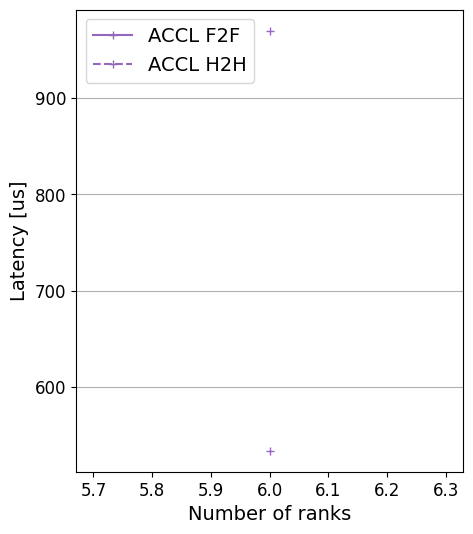 ACCL F2F
ACCL H2H
900
800
700
600
Latency [us]
5.7 5.8 5.9 6.0 6.1 6.2 6.3
Number of ranks